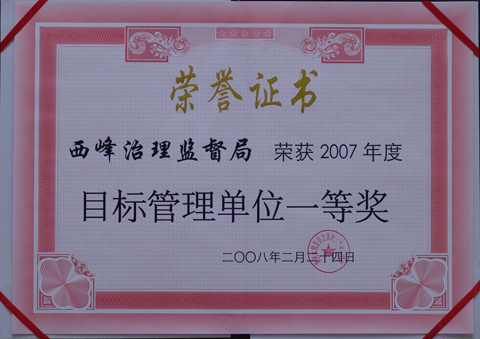 荣誉证书
西峰治理监督局 荣获 2007 年度
目标管理单位一等奖
二〇〇八年二月二十四日